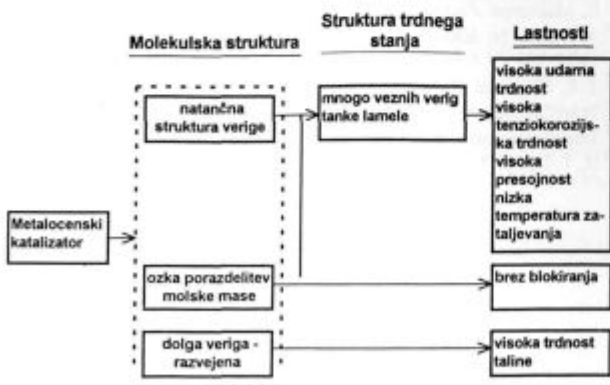 Molekulska struktura
Struktura trdnega
stanja
Lastnosti
Metalocenski
katalizator
natančna
struktura verige
mnogo veznih verig
tanke lamele
visoka udarna
trdnost
visoka
tenziokorozijs-
ka trdnost
visoka
presojnost
nizka
temperatura za-
taljevanja
ozka porazdelitev
molske mase
brez blokiranja
dolga veriga -
razvejena
visoka trdnost
taline